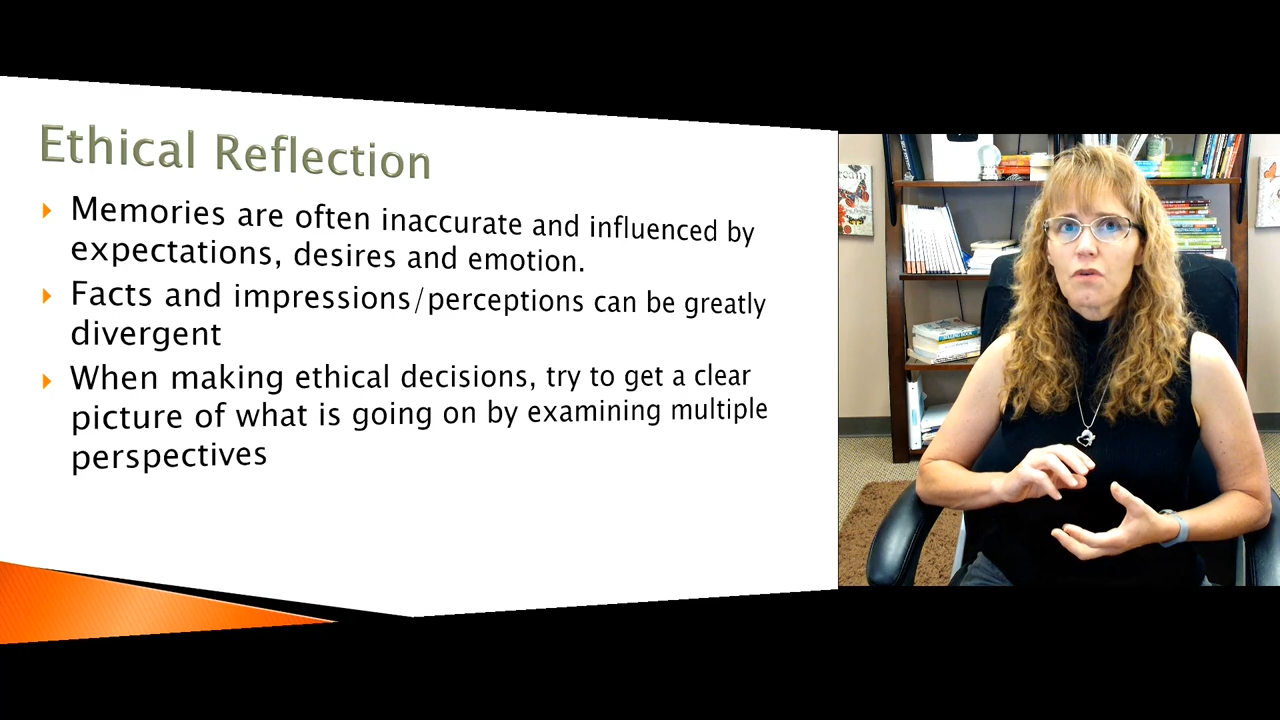 Ethical Reflection
Memories are often inaccurate and influenced by
expectations, desires and emotion.
Facts and impressions/perceptions can be greatly
divergent
When making ethical decisions, try to get a clear
picture of what is going on by examining multiple
perspectives